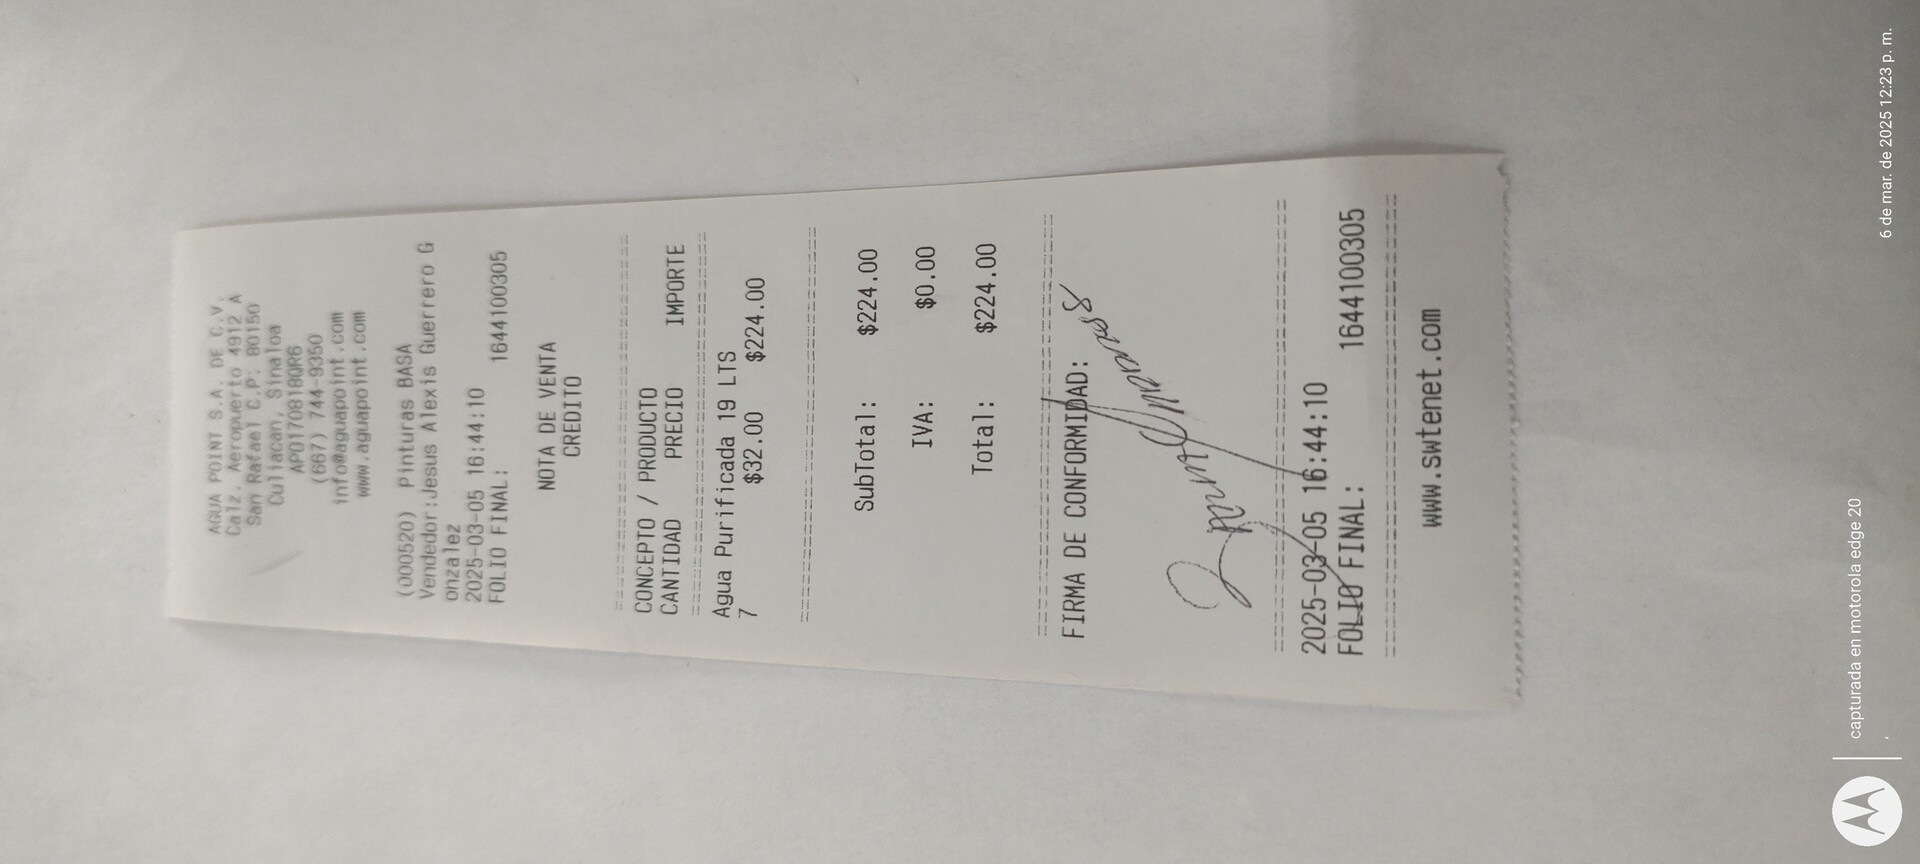 AGUA POINT S.A. DE C.V.
Calz. Aeropuerto 4912 A
San Rafael C.P. 80150
Culiacan, Sinaloa
APO170818QR6
(667) 744-9350
info@aguapoint.com
www.aguapoint.com
(000520) Pinturas BASA
Vendedor:Jesus Alexis Guerrero G
onzalez
2025-03-05 16:44:10
FOLIO FINAL: 1644100305
NOTA DE VENTA
CREDITO
CONCEPTO / PRODUCTO
CANTIDAD PRECIO IMPORTE
Agua Purificada 19 LTS
7 $32.00 $224.00
SubTotal: $224.00
IVA: $0.00
Total: $224.00
FIRMA DE CONFORMIDAD:
2025-03-05 16:44:10
FOLIO FINAL: 1644100305
www.swtenet.com
capturada en motorola edge 20
6 de mar. de 2025 12:23 p. m.